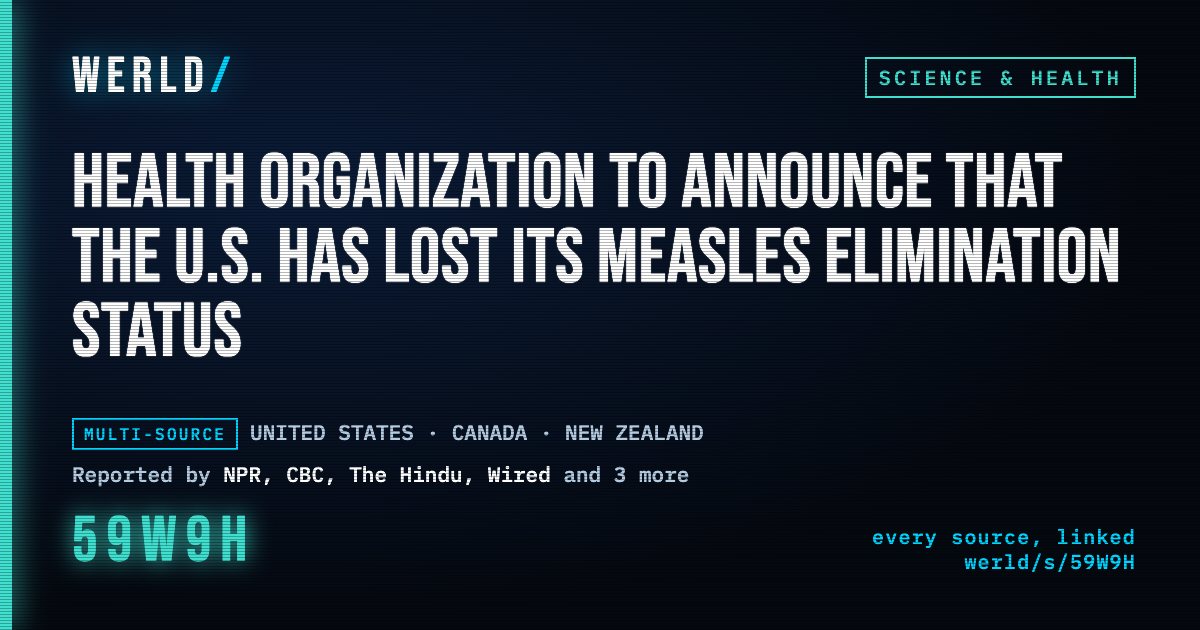 WERLD/
SCIENCE & HEALTH
HEALTH ORGANIZATION TO ANNOUNCE THAT
THE U.S. HAS LOST ITS MEASLES ELIMINATION
STATUS
MULTI-SOURCE UNITED STATES · CANADA · NEW ZEALAND
Reported by NPR, CBC, The Hindu, Wired and 3 more
59W9H
every source, linked
werld/s/59W9H